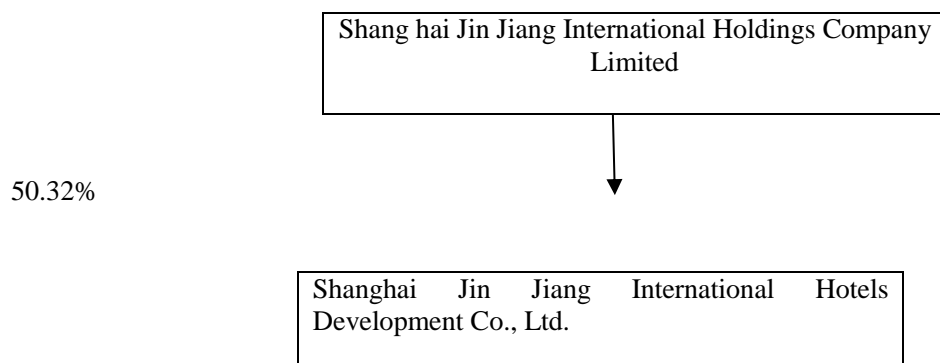 Shang hai Jin Jiang International Holdings Company
Limited
50.32%
Shanghai Jin Jiang International Hotels
Development Co., Ltd.